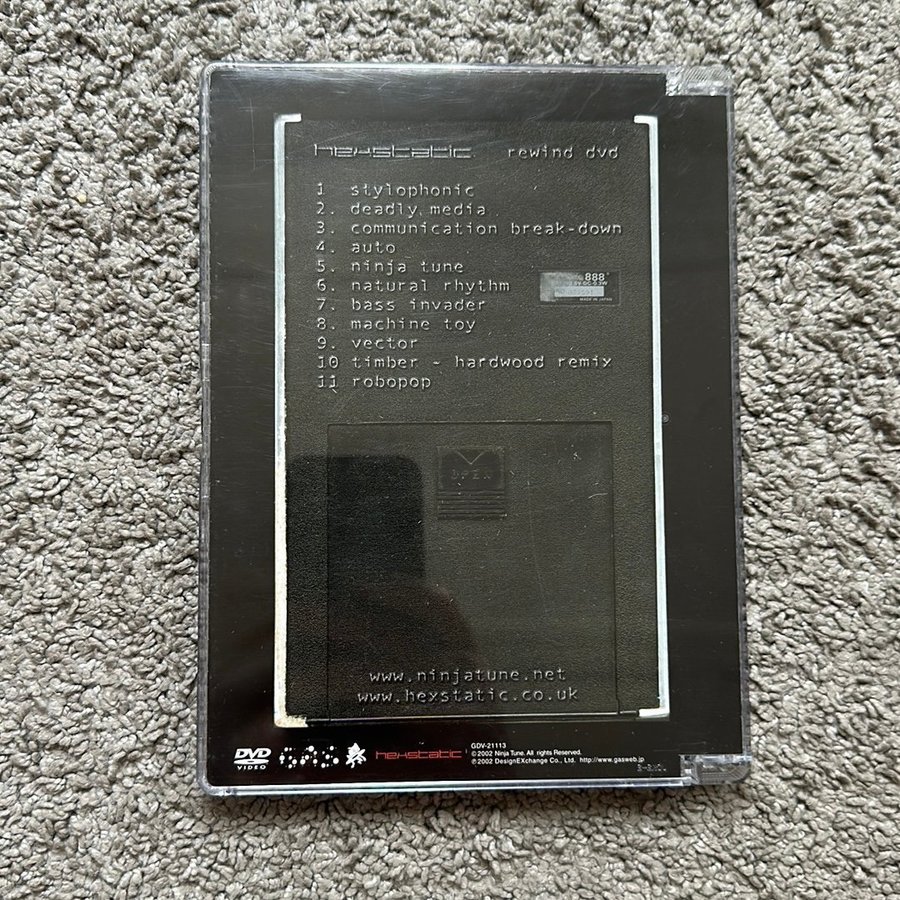 hexstatic rewind dvd
1 stylophonic
2. deadly media
3. communication break-down
4. auto
5. ninja tune
6. natural rhythm
7. bass invader
8. machine toy
9. vector
10 timber - hardwood remix
11 robopop
888
MADE IN JAPAN
OPEN
www.ninjatune.net
www.hexstatic.co.uk
DVD
VIDEO
GAS
hexstatic
GDV-21113
©2002 Ninja Tune. All rights Reserved.
℗2002 DesignEXchange Co., Ltd. http://www.gasweb.jp